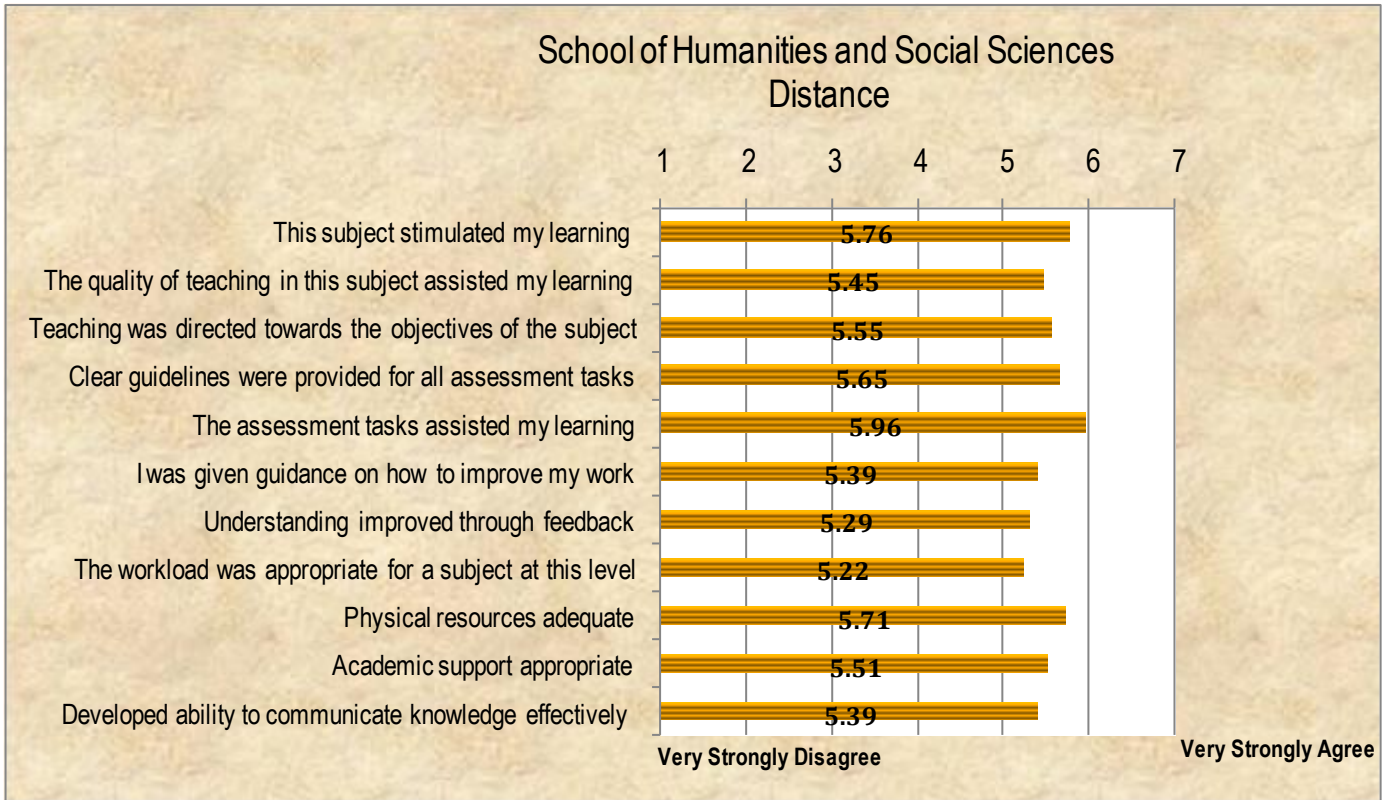 School of Humanities and Social Sciences
Distance
1 2 3 4 5 6 7
This subject stimulated my learning 5.76
The quality of teaching in this subject assisted my learning 5.45
Teaching was directed towards the objectives of the subject 5.55
Clear guidelines were provided for all assessment tasks 5.65
The assessment tasks assisted my learning 5.96
I was given guidance on how to improve my work 5.39
Understanding improved through feedback 5.29
The workload was appropriate for a subject at this level 5.22
Physical resources adequate 5.71
Academic support appropriate 5.51
Developed ability to communicate knowledge effectively 5.39
Very Strongly Disagree Very Strongly Agree